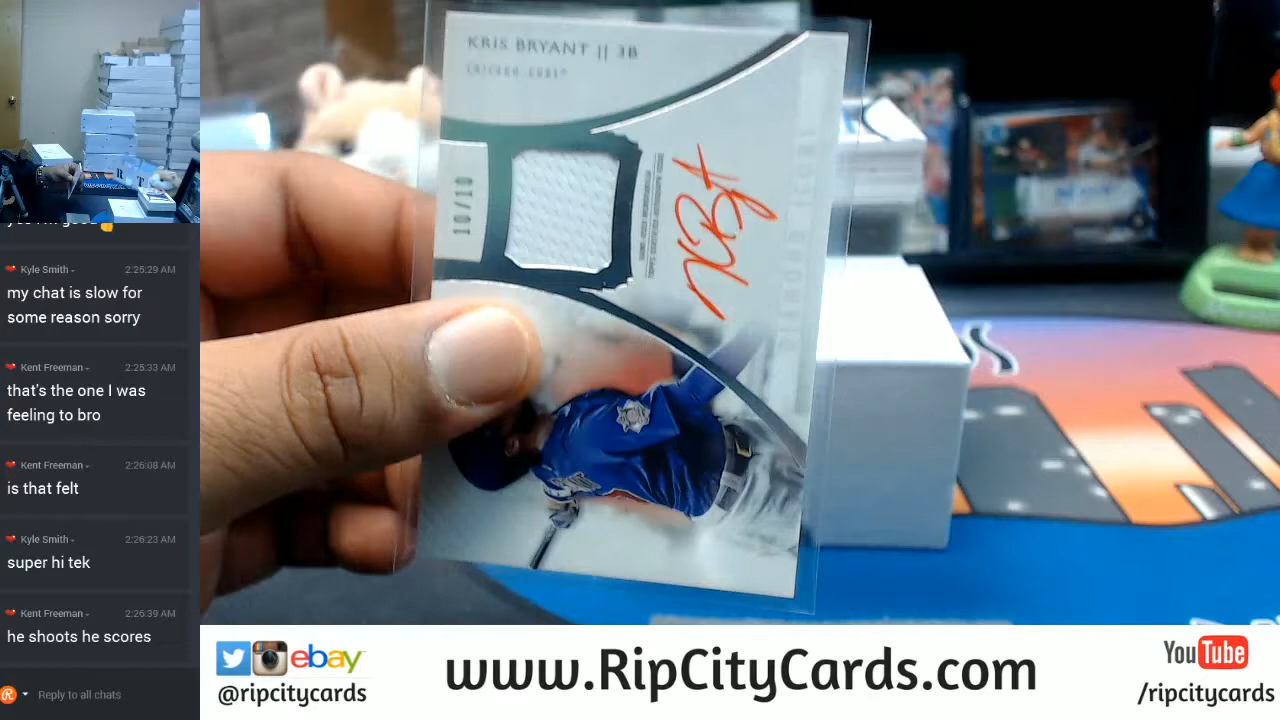 Kyle Smith
2:25:29 AM
my chat is slow for
some reason sorry
Kent Freeman
2:25:33 AM
that's the one I was
feeling to bro
Kent Freeman
2:26:08 AM
is that felt
Kyle Smith
2:26:23 AM
super hi tek
Kent Freeman
2:26:39 AM
he shoots he scores
Reply to all chats
KRIS BRYANT || 3B
CHICAGO CUBS
10/10
ebay
@ripcitycards
www.RipCityCards.com
YouTube
/ripcitycards